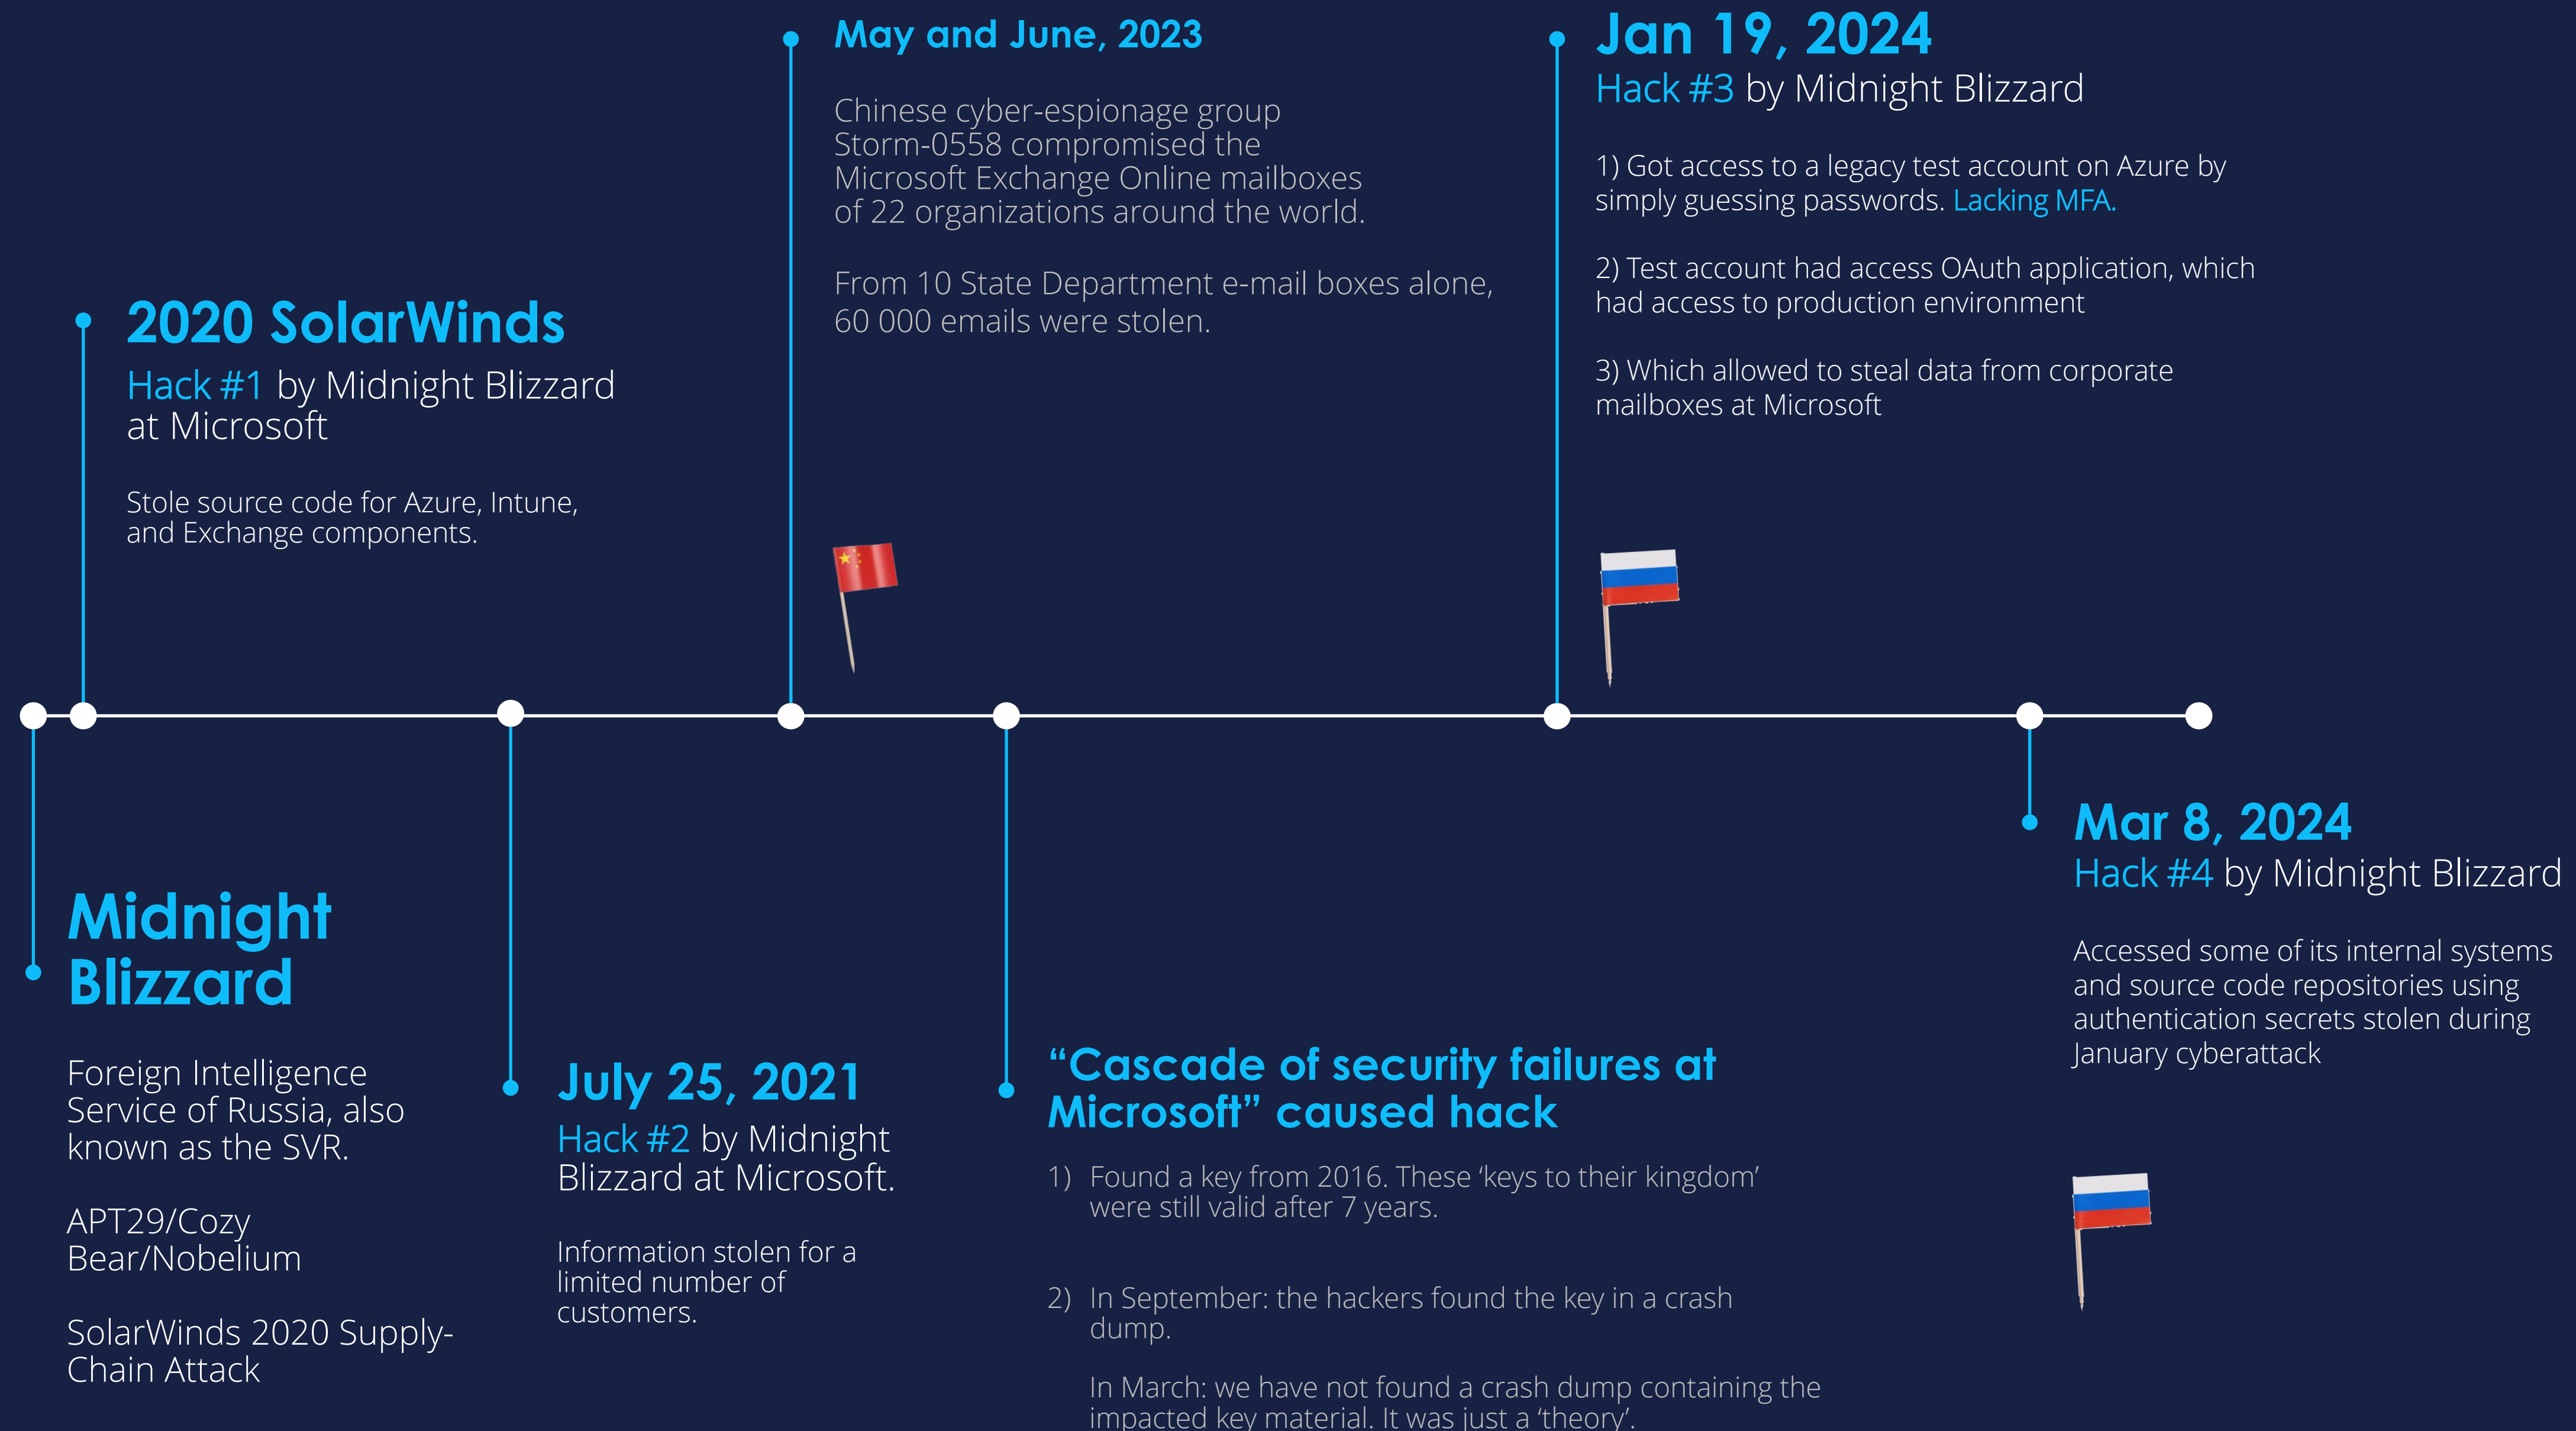 Midnight
Blizzard
Foreign Intelligence
Service of Russia, also
known as the SVR.
APT29/Cozy
Bear/Nobelium
SolarWinds 2020 Supply-
Chain Attack
2020 SolarWinds
Hack #1 by Midnight Blizzard
at Microsoft
Stole source code for Azure, Intune,
and Exchange components.
July 25, 2021
Hack #2 by Midnight
Blizzard at Microsoft.
Information stolen for a
limited number of
customers.
May and June, 2023
Chinese cyber-espionage group
Storm-0558 compromised the
Microsoft Exchange Online mailboxes
of 22 organizations around the world.
From 10 State Department e-mail boxes alone,
60 000 emails were stolen.
“Cascade of security failures at
Microsoft” caused hack
1) Found a key from 2016. These ‘keys to their kingdom’
were still valid after 7 years.
2) In September: the hackers found the key in a crash
dump.
In March: we have not found a crash dump containing the
impacted key material. It was just a ‘theory’.
Jan 19, 2024
Hack #3 by Midnight Blizzard
1) Got access to a legacy test account on Azure by
simply guessing passwords. Lacking MFA.
2) Test account had access OAuth application, which
had access to production environment
3) Which allowed to steal data from corporate
mailboxes at Microsoft
Mar 8, 2024
Hack #4 by Midnight Blizzard
Accessed some of its internal systems
and source code repositories using
authentication secrets stolen during
January cyberattack